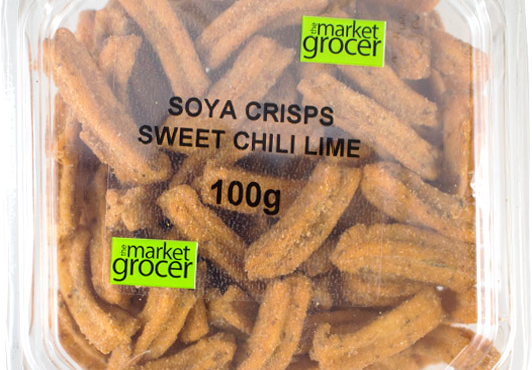 the market
grocer
SOYA CRISPS
SWEET CHILI LIME
100g
the market
grocer